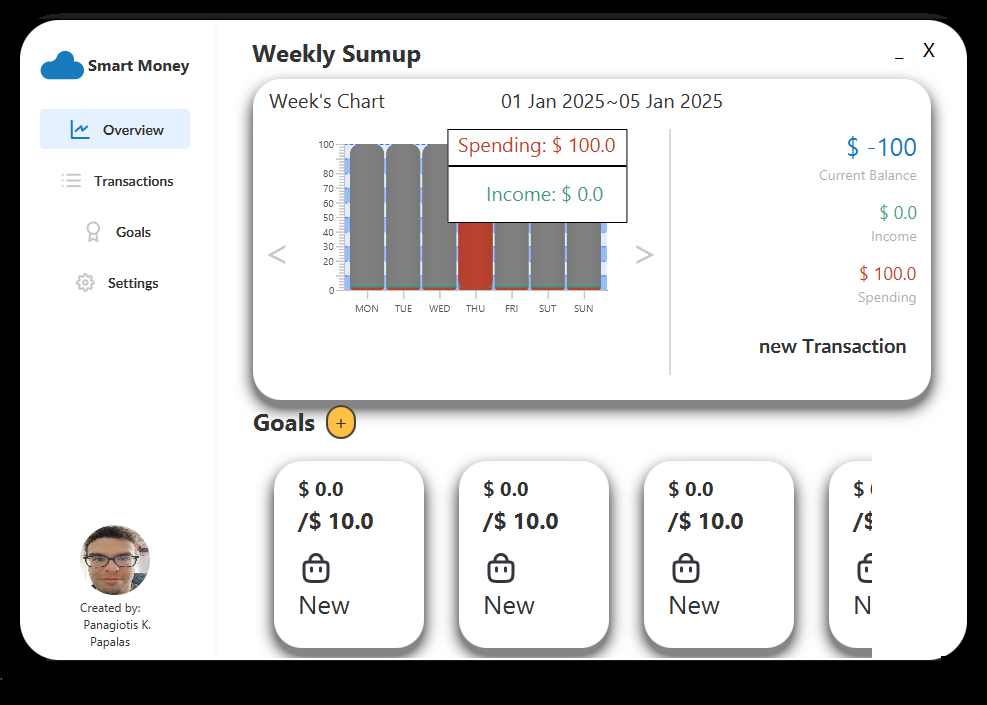 Smart Money
Overview
Transactions
Goals
Settings
Created by:
Panagiotis K.
Papalas
Weekly Sumup
_ X
Week's Chart
01 Jan 2025~05 Jan 2025
Spending: $ 100.0
Income: $ 0.0
100
80
70
60
50
40
30
20
10
0
MON TUE WED THU FRI SUT SUN
< >
$ -100
Current Balance
$ 0.0
Income
$ 100.0
Spending
new Transaction
Goals +
$ 0.0
/$ 10.0
New
$ 0.0
/$ 10.0
New
$ 0.0
/$ 10.0
New
$
/$
N